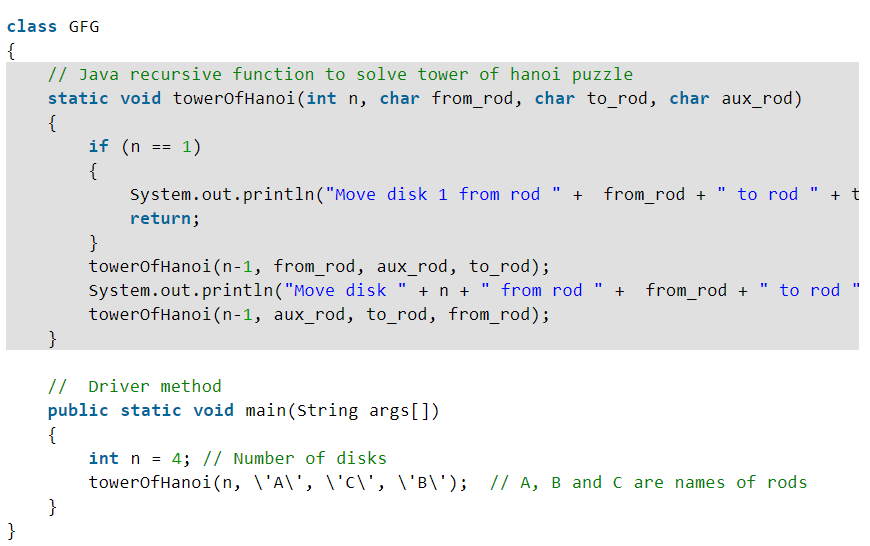 class GFG
{
    // Java recursive function to solve tower of hanoi puzzle
    static void towerOfHanoi(int n, char from_rod, char to_rod, char aux_rod)
    {
        if (n == 1)
        {
            System.out.println("Move disk 1 from rod " +  from_rod + " to rod " + t
            return;
        }
        towerOfHanoi(n-1, from_rod, aux_rod, to_rod);
        System.out.println("Move disk " + n + " from rod " +  from_rod + " to rod "
        towerOfHanoi(n-1, aux_rod, to_rod, from_rod);
    }
    //  Driver method
    public static void main(String args[])
    {
        int n = 4; // Number of disks
        towerOfHanoi(n, \'A\', \'C\', \'B\');  // A, B and C are names of rods
    }
}